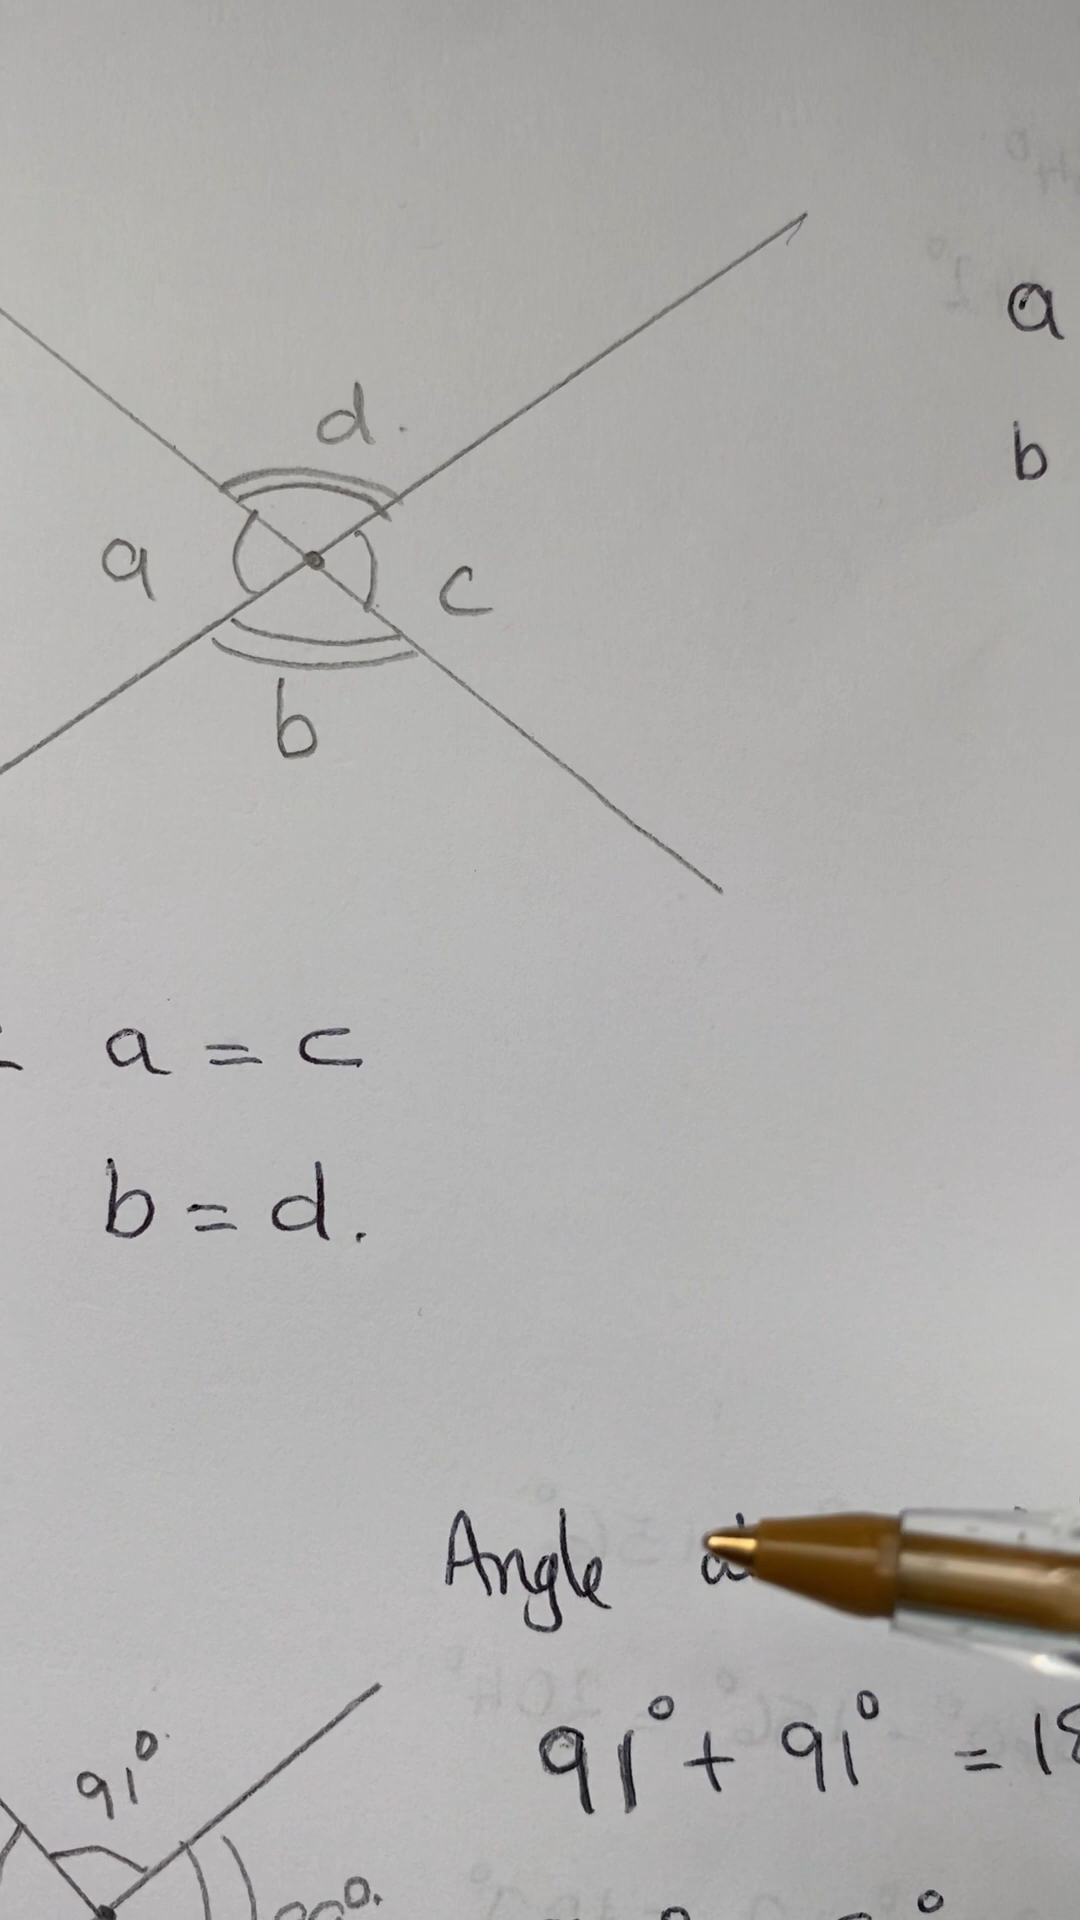 a
d.
b
a
c
b
a = c
b = d.
Angle
91° + 91° =
91°